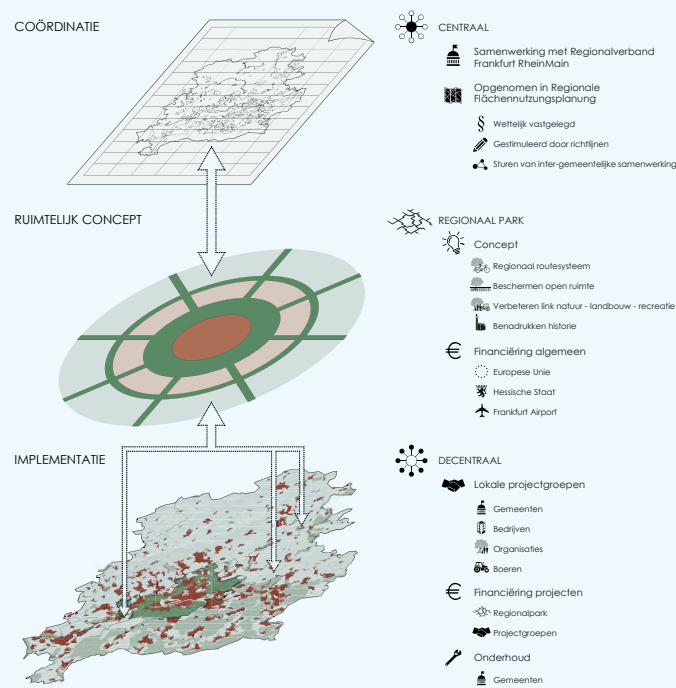 COÖRDINATIE
CENTRAAL
Samenwerking met Regionalverband
Frankfurt RheinMain
Opgenomen in Regionale
Flächennutzungsplanung
§ Wettelijk vastgelegd
Gestimuleerd door richtlijnen
Sturen van inter-gemeentelijke samenwerking
RUIMTELIJK CONCEPT
REGIONAAL PARK
Concept
Regionaal routesysteem
Beschermen open ruimte
Verbeteren link natuur - landbouw - recreatie
Benadrukken historie
€ Financiëring algemeen
Europese Unie
Hessische Staat
Frankfurt Airport
IMPLEMENTATIE
DECENTRAAL
Lokale projectgroepen
Gemeenten
Bedrijven
Organisaties
Boeren
€ Financiëring projecten
Regionalpark
Projectgroepen
Onderhoud
Gemeenten